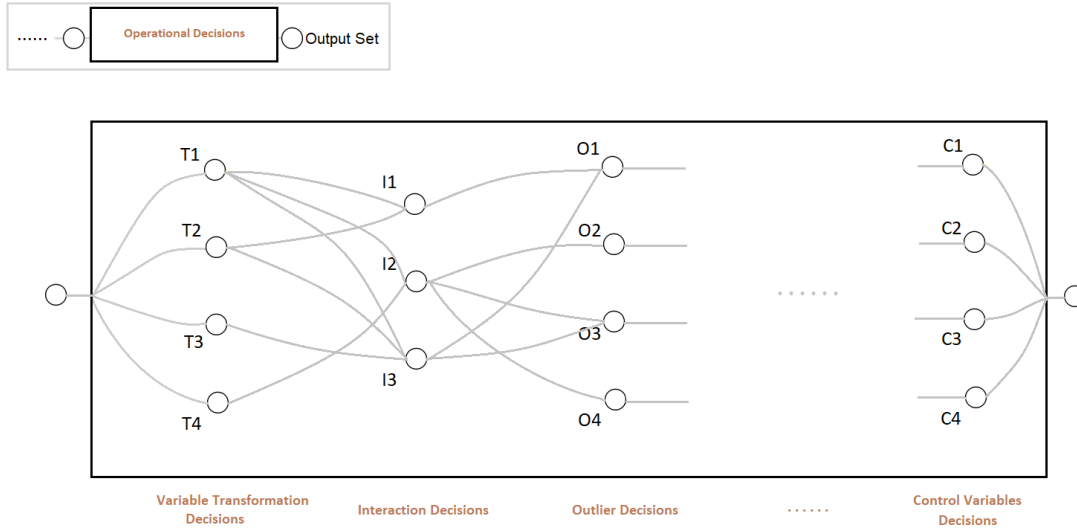 ......
Operational Decisions
Output Set
T1
T2
T3
T4
I1
I2
I3
O1
O2
O3
O4
......
C1
C2
C3
C4
Variable Transformation
Decisions
Interaction Decisions
Outlier Decisions
......
Control Variables
Decisions